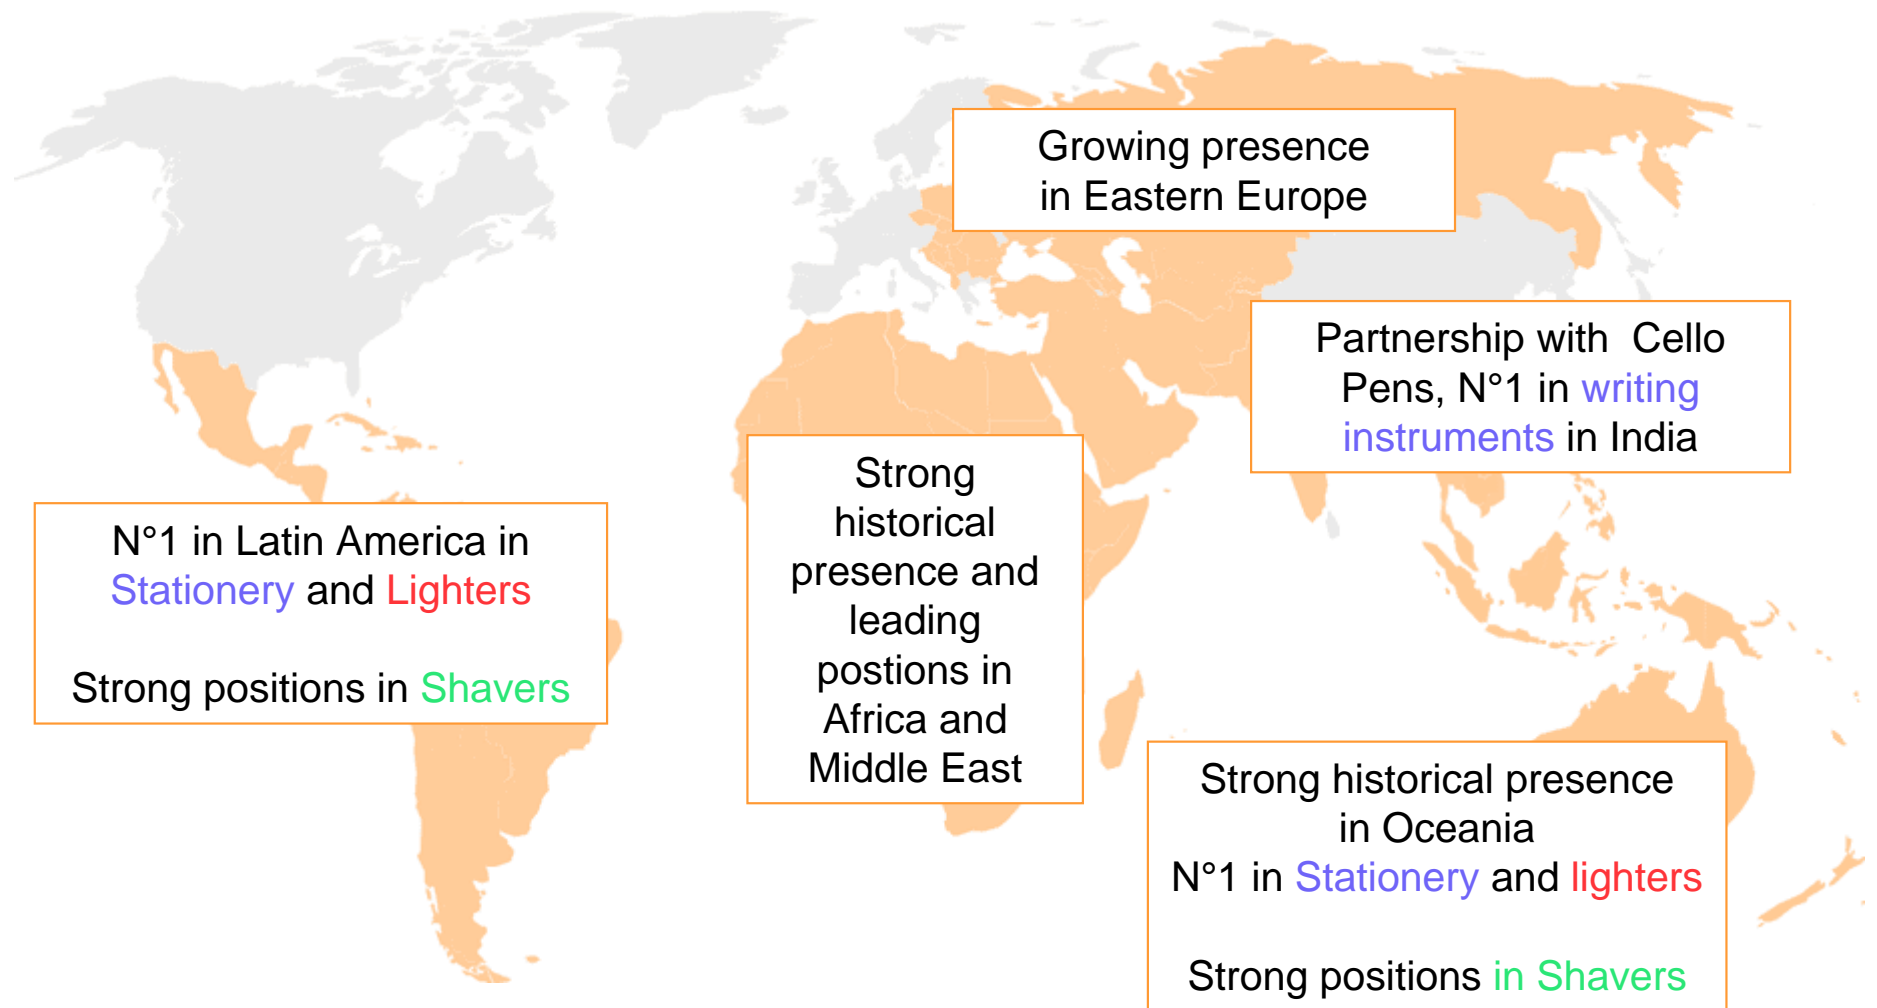 Growing presence
in Eastern Europe
Partnership with Cello
Pens, N°1 in writing
instruments in India
Strong
historical
presence and
leading
postions in
Africa and
Middle East
N°1 in Latin America in
Stationery and Lighters
Strong positions in Shavers
Strong historical presence
in Oceania
N°1 in Stationery and lighters
Strong positions in Shavers